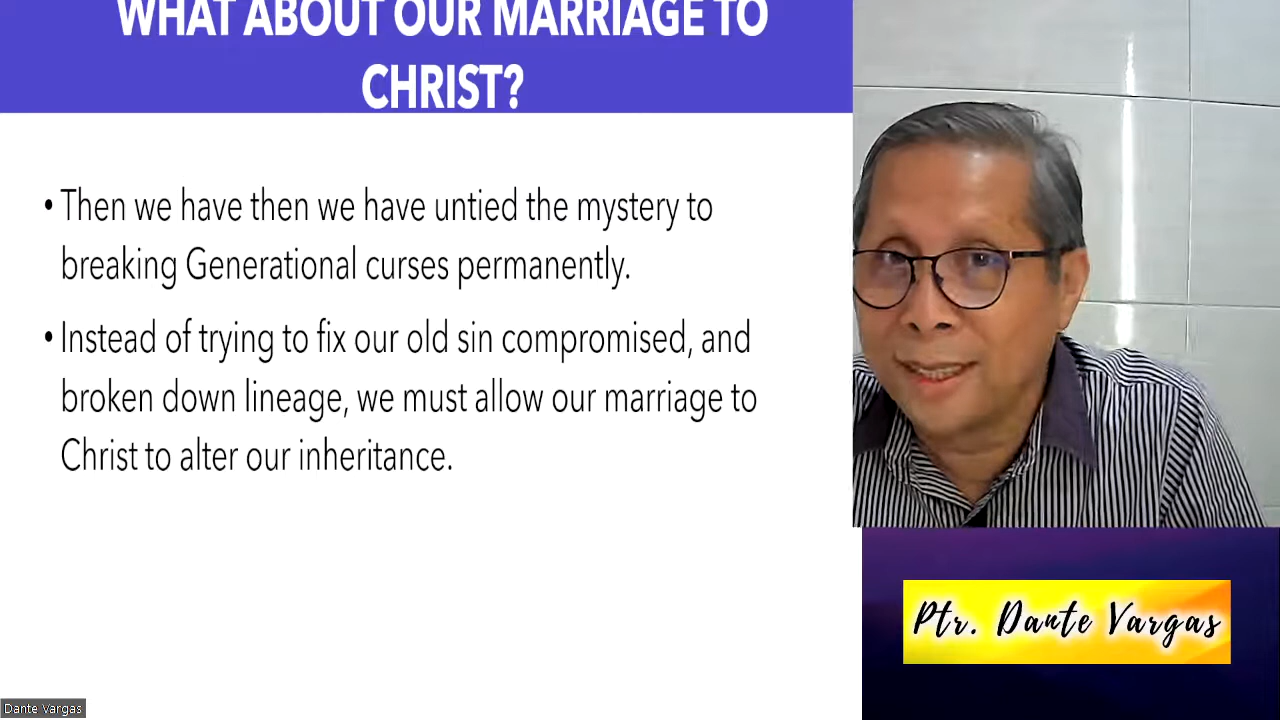 WHAT ABOUT OUR MARRIAGE TO
CHRIST?
• Then we have then we have untied the mystery to
breaking Generational curses permanently.
• Instead of trying to fix our old sin compromised, and
broken down lineage, we must allow our marriage to
Christ to alter our inheritance.
Ptr. Dante Vargas
Dante Vargas